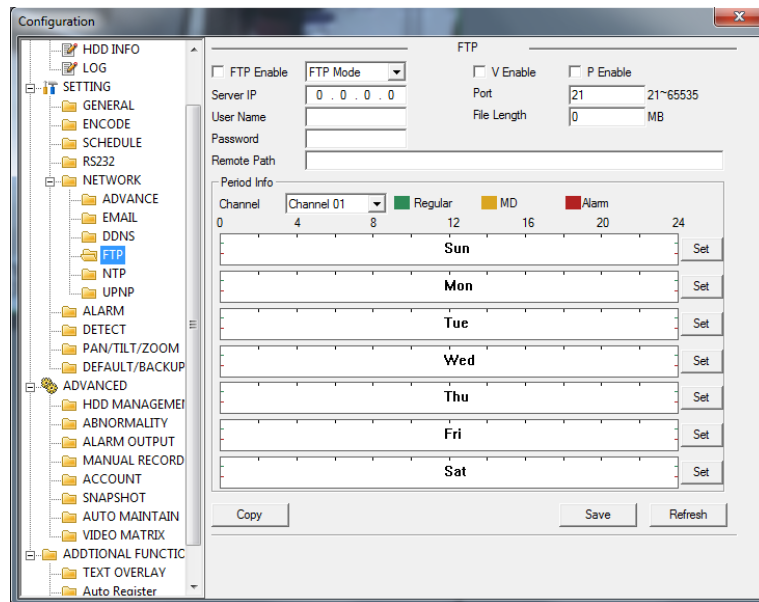 Configuration
HDD INFO
LOG
SETTING
GENERAL
ENCODE
SCHEDULE
RS232
NETWORK
ADVANCE
EMAIL
DDNS
FTP
NTP
UPNP
ALARM
DETECT
PAN/TILT/ZOOM
DEFAULT/BACKUP
ADVANCED
HDD MANAGEMEN
ABNORMALITY
ALARM OUTPUT
MANUAL RECORD
ACCOUNT
SNAPSHOT
AUTO MAINTAIN
VIDEO MATRIX
ADDTIONAL FUNCTIC
TEXT OVERLAY
Auto Register
FTP
FTP Enable FTP Mode V Enable P Enable
Server IP 0 . 0 . 0 . 0 Port 21 21~65535
User Name File Length 0 MB
Password
Remote Path
Period Info
Channel Channel 01 Regular MD Alarm
0 4 8 12 16 20 24
Sun Set
Mon Set
Tue Set
Wed Set
Thu Set
Fri Set
Sat Set
Copy Save Refresh